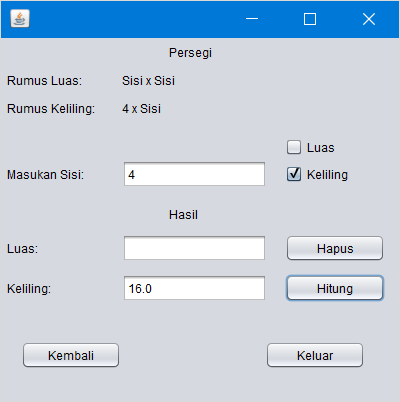 Persegi
Rumus Luas: Sisi x Sisi
Rumus Keliling: 4 x Sisi
Luas
Masukan Sisi: 4 Keliling
Hasil
Luas: Hapus
Keliling: 16.0 Hitung
Kembali Keluar